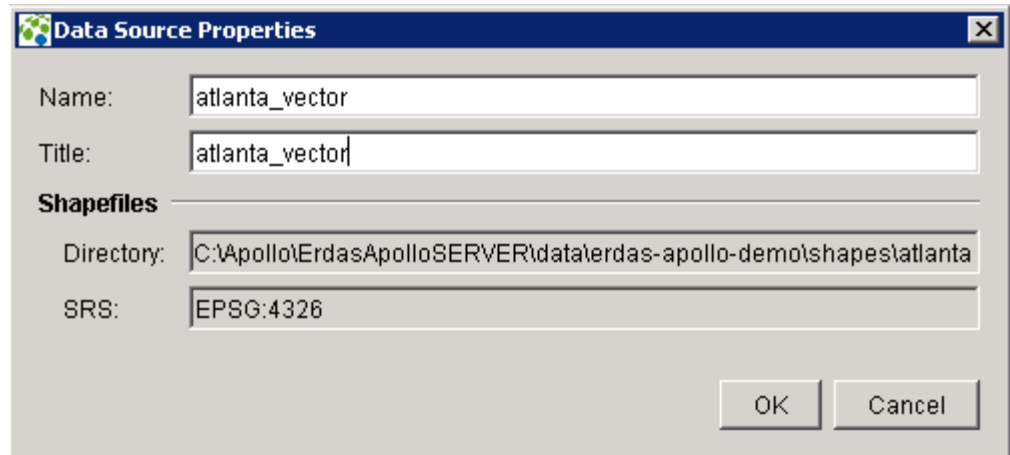 Data Source Properties
Name: atlanta_vector
Title: atlanta_vector
Shapefiles
Directory: C:\Apollo\ErdasApolloSERVER\data\erdas-apollo-demo\shapes\atlanta
SRS: EPSG:4326
OK Cancel